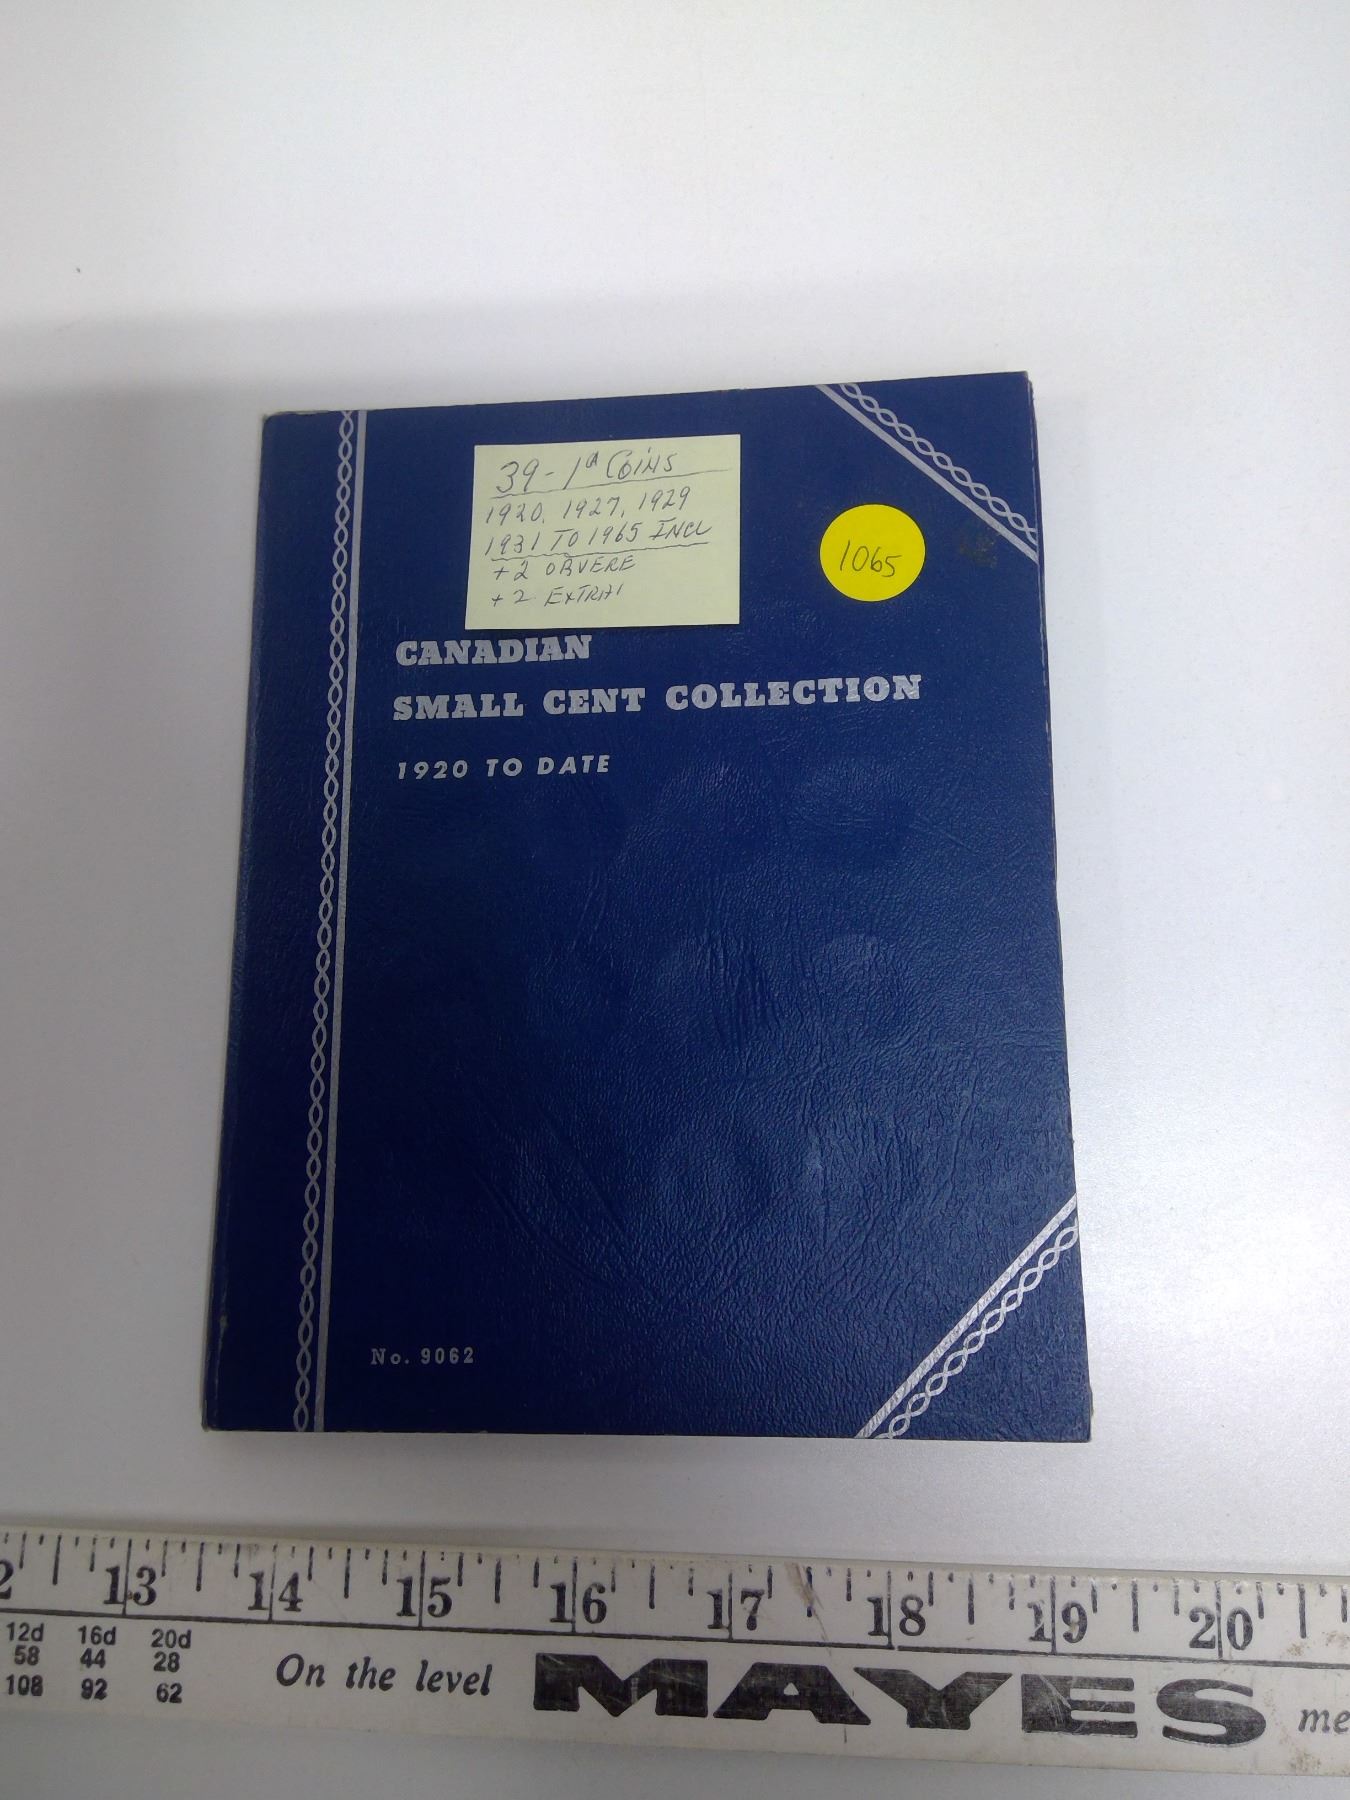 39 - 1¢ COINS
1920, 1927, 1929
1931 TO 1965 INCL
+ 2 OBVERE
+ 2 EXTRA
1065
CANADIAN
SMALL CENT COLLECTION
1920 TO DATE
No. 9062
2 13 14 15 16 17 18 19 20
12d 16d 20d
58 44 28
108 92 62
On the level MAYES me